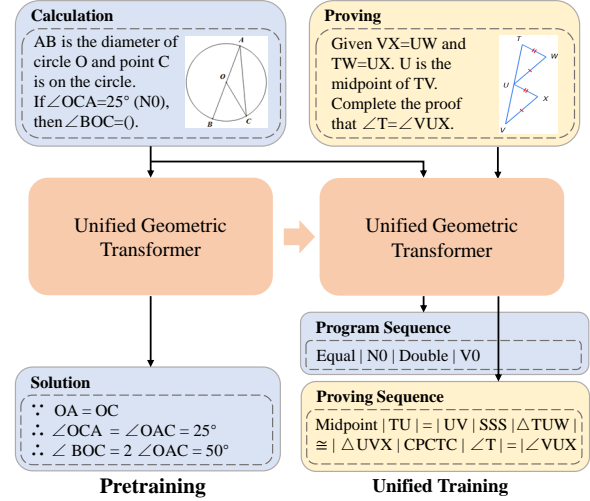 Calculation
AB is the diameter of
circle O and point C
is on the circle.
If∠OCA=25° (N0),
then∠BOC=().
A
O
B
C
Proving
Given VX=UW and
TW=UX. U is the
midpoint of TV.
Complete the proof
that ∠T=∠VUX.
T
W
U
X
V
Unified Geometric
Transformer
Unified Geometric
Transformer
Program Sequence
Equal | N0 | Double | V0
Solution
∵ OA = OC
∴ ∠OCA = ∠OAC = 25°
∴ ∠ BOC = 2 ∠OAC = 50°
Proving Sequence
Midpoint | TU | = | UV | SSS |△TUW |
≅ | △UVX | CPCTC | ∠T | = |∠VUX
Pretraining
Unified Training